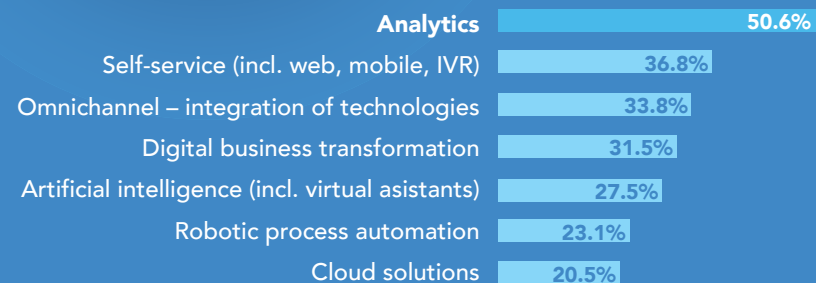 Analytics 50.6%
Self-service (incl. web, mobile, IVR) 36.8%
Omnichannel – integration of technologies 33.8%
Digital business transformation 31.5%
Artificial intelligence (incl. virtual asistants) 27.5%
Robotic process automation 23.1%
Cloud solutions 20.5%